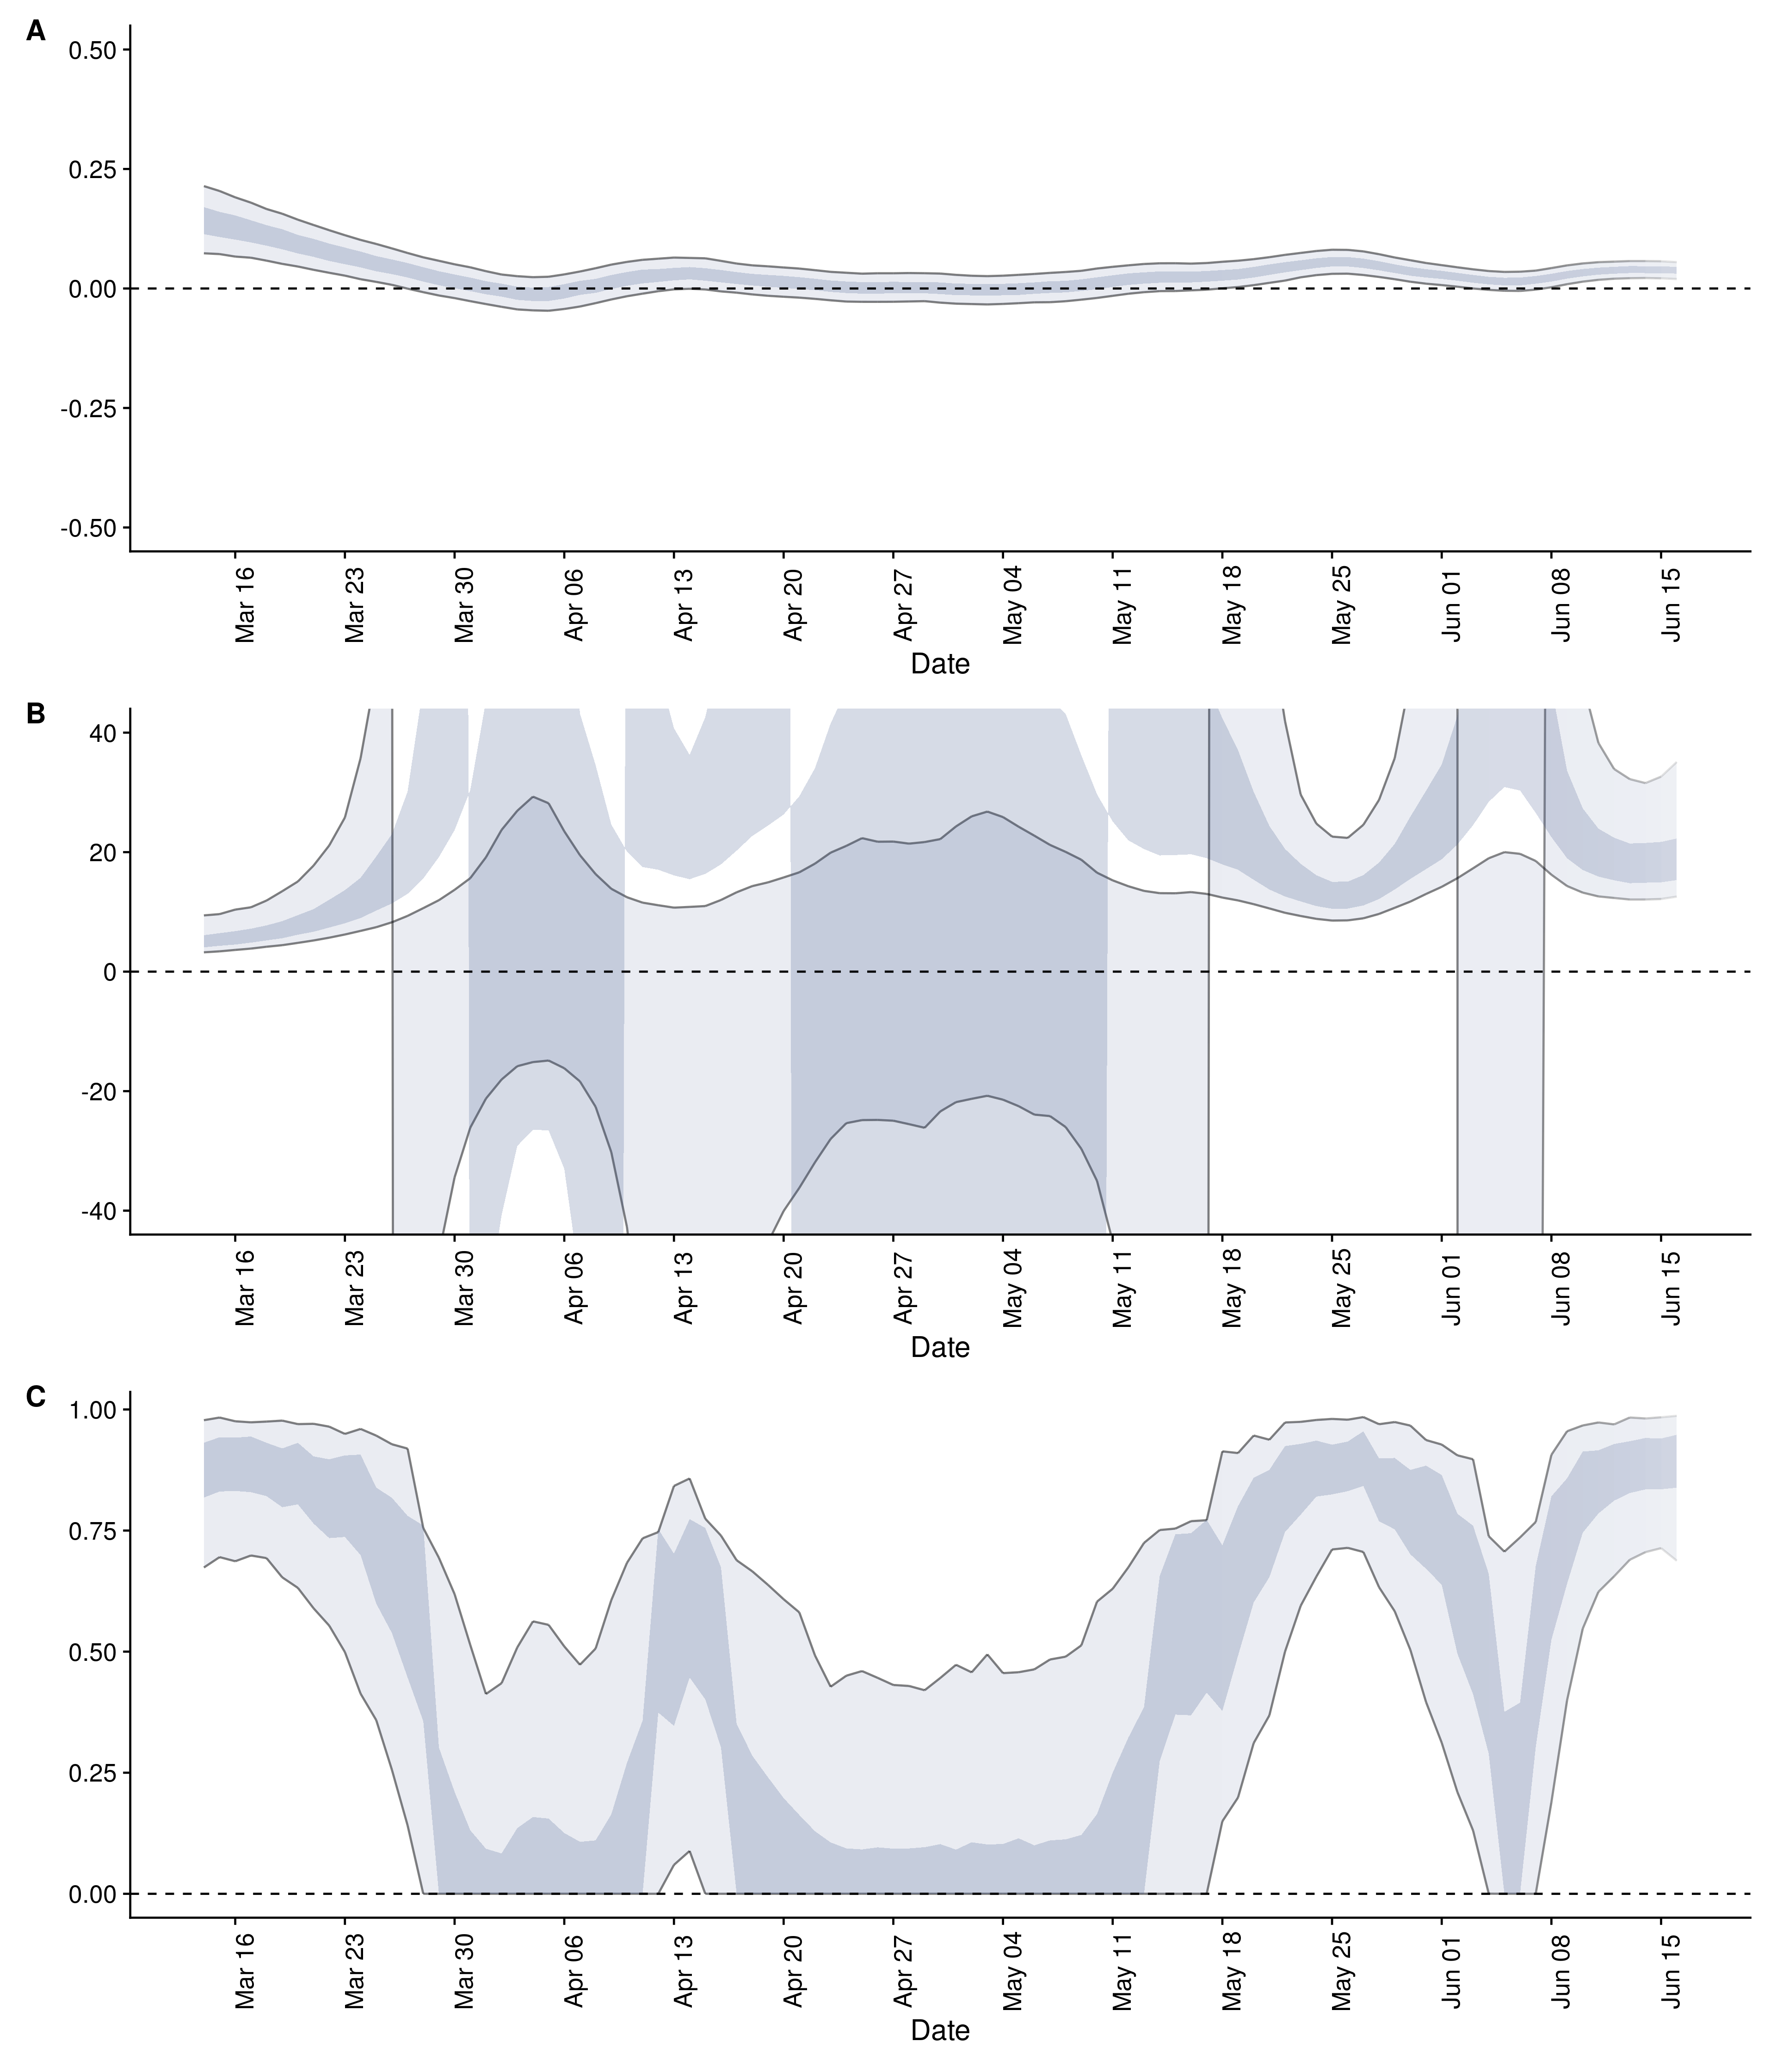 A
0.50
0.25
0.00
-0.25
-0.50
Mar 16
Mar 23
Mar 30
Apr 06
Apr 13
Apr 20
Apr 27
May 04
May 11
May 18
May 25
Jun 01
Jun 08
Jun 15
Date
B
40
20
0
-20
-40
Mar 16
Mar 23
Mar 30
Apr 06
Apr 13
Apr 20
Apr 27
May 04
May 11
May 18
May 25
Jun 01
Jun 08
Jun 15
Date
C
1.00
0.75
0.50
0.25
0.00
Mar 16
Mar 23
Mar 30
Apr 06
Apr 13
Apr 20
Apr 27
May 04
May 11
May 18
May 25
Jun 01
Jun 08
Jun 15
Date